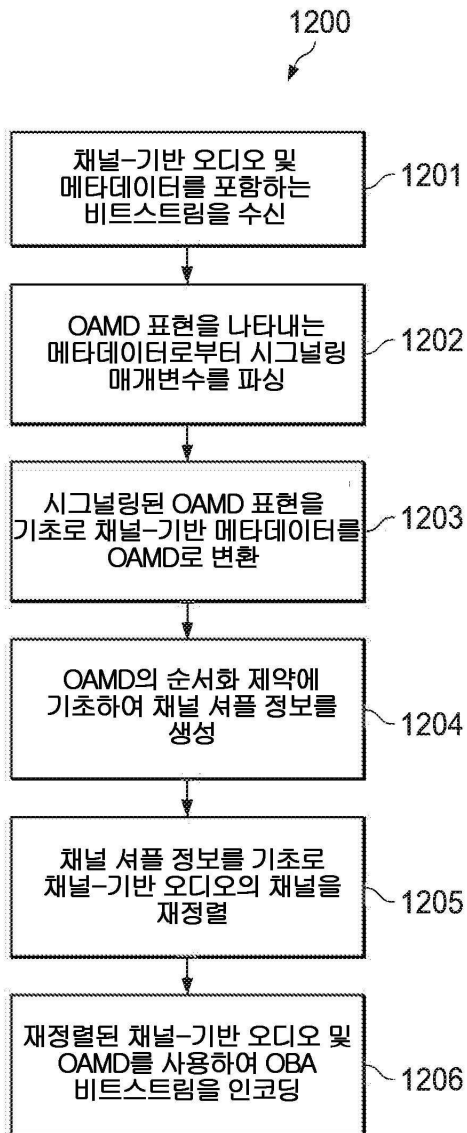 1200
채널-기반 오디오 및
메타데이터를 포함하는
비트스트림을 수신
1201
OAMD 표현을 나타내는
메타데이터로부터 시그널링
매개변수를 파싱
1202
시그널링된 OAMD 표현을
기초로 채널-기반 메타데이터를
OAMD로 변환
1203
OAMD의 순서화 제약에
기초하여 채널 셔플 정보를
생성
1204
채널 셔플 정보를 기초로
채널-기반 오디오의 채널을
재정렬
1205
재정렬된 채널-기반 오디오 및
OAMD를 사용하여 OBA
비트스트림을 인코딩
1206